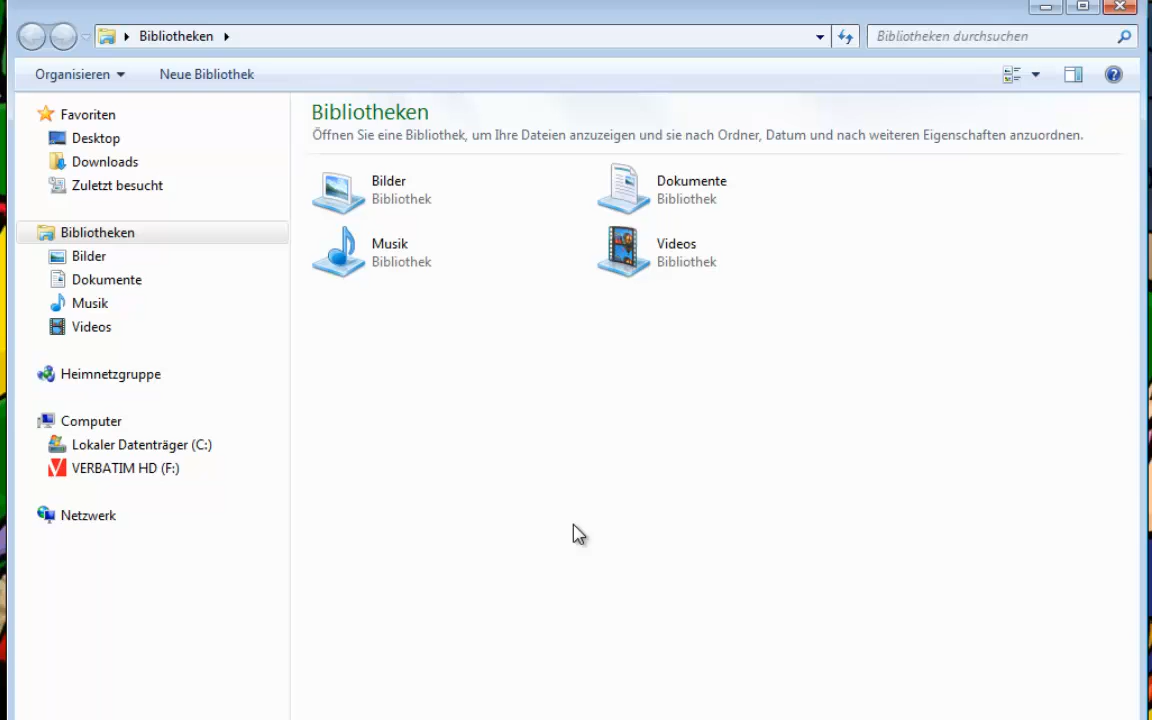 Bibliotheken
Bibliotheken durchsuchen
Organisieren
Neue Bibliothek
Favoriten
Desktop
Downloads
Zuletzt besucht
Bibliotheken
Bilder
Dokumente
Musik
Videos
Heimnetzgruppe
Computer
Lokaler Datenträger (C:)
VERBATIM HD (F:)
Netzwerk
Bibliotheken
Öffnen Sie eine Bibliothek, um Ihre Dateien anzuzeigen und sie nach Ordner, Datum und nach weiteren Eigenschaften anzuordnen.
Bilder
Bibliothek
Dokumente
Bibliothek
Musik
Bibliothek
Videos
Bibliothek